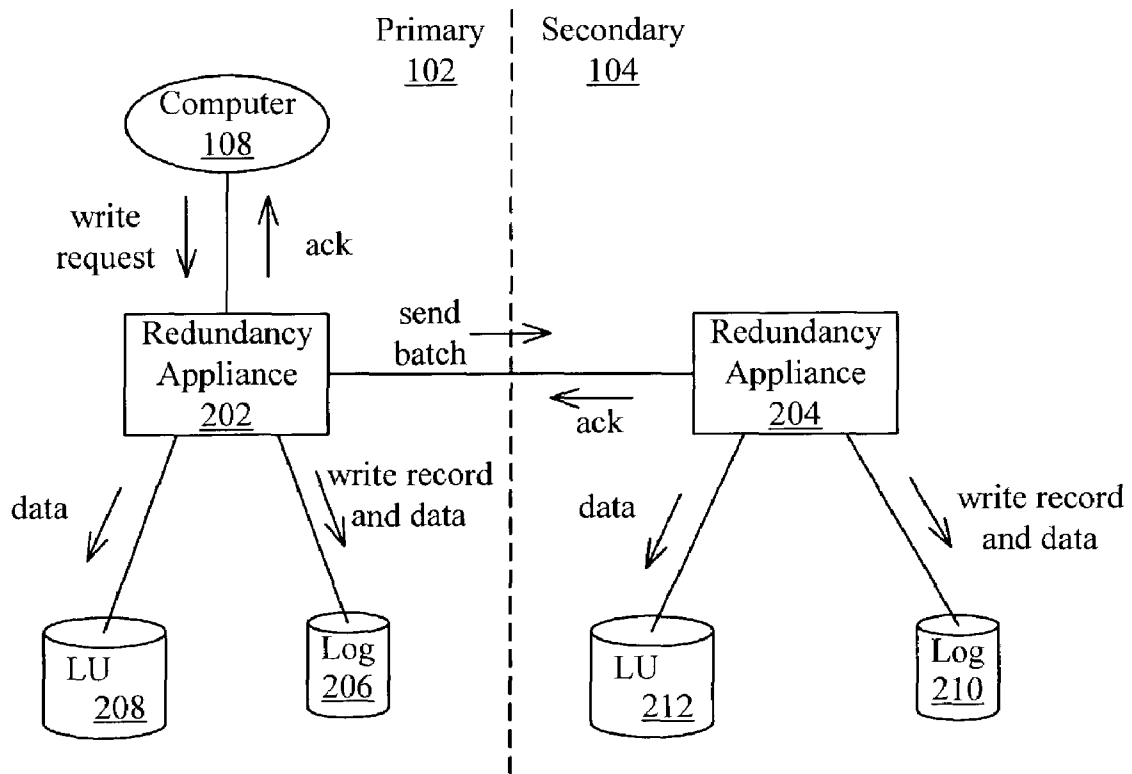 Primary
102
Secondary
104
Computer
108
write
request
ack
send
batch
Redundancy
Appliance
202
Redundancy
Appliance
204
ack
data
write record
and data
data
write record
and data
LU
208
Log
206
LU
212
Log
210